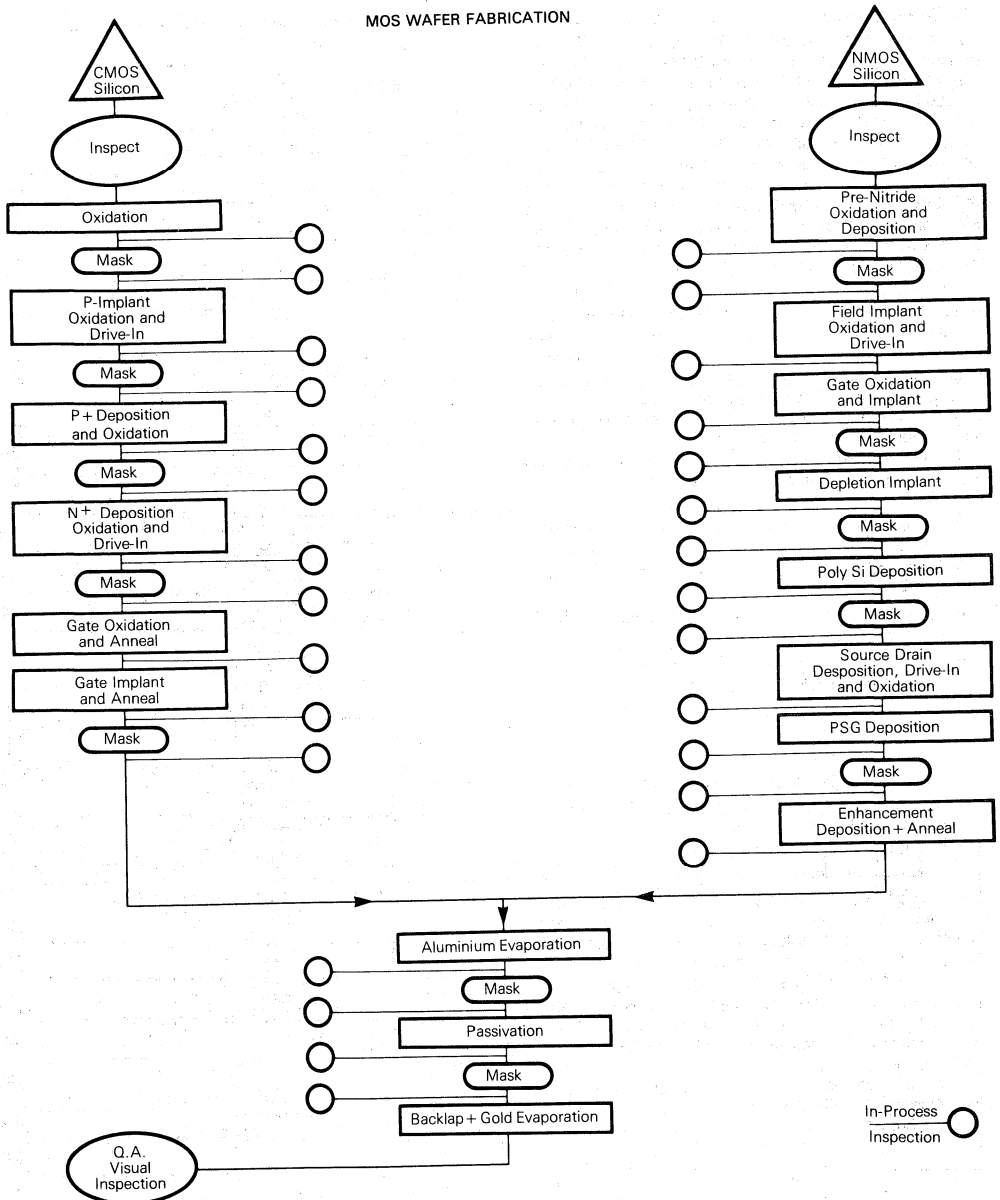 MOS WAFER FABRICATION
CMOS
Silicon
Inspect
Oxidation
Mask
P-Implant
Oxidation and
Drive-In
Mask
P+ Deposition
and Oxidation
Mask
N+ Deposition
Oxidation and
Drive-In
Mask
Gate Oxidation
and Anneal
Gate Implant
and Anneal
Mask
NMOS
Silicon
Inspect
Pre-Nitride
Oxidation and
Deposition
Mask
Field Implant
Oxidation and
Drive-In
Gate Oxidation
and Implant
Mask
Depletion Implant
Mask
Poly Si Deposition
Mask
Source Drain
Desposition, Drive-In
and Oxidation
PSG Deposition
Mask
Enhancement
Deposition+Anneal
Aluminium Evaporation
Mask
Passivation
Mask
Backlap+Gold Evaporation
Q.A.
Visual
Inspection
In-Process
Inspection